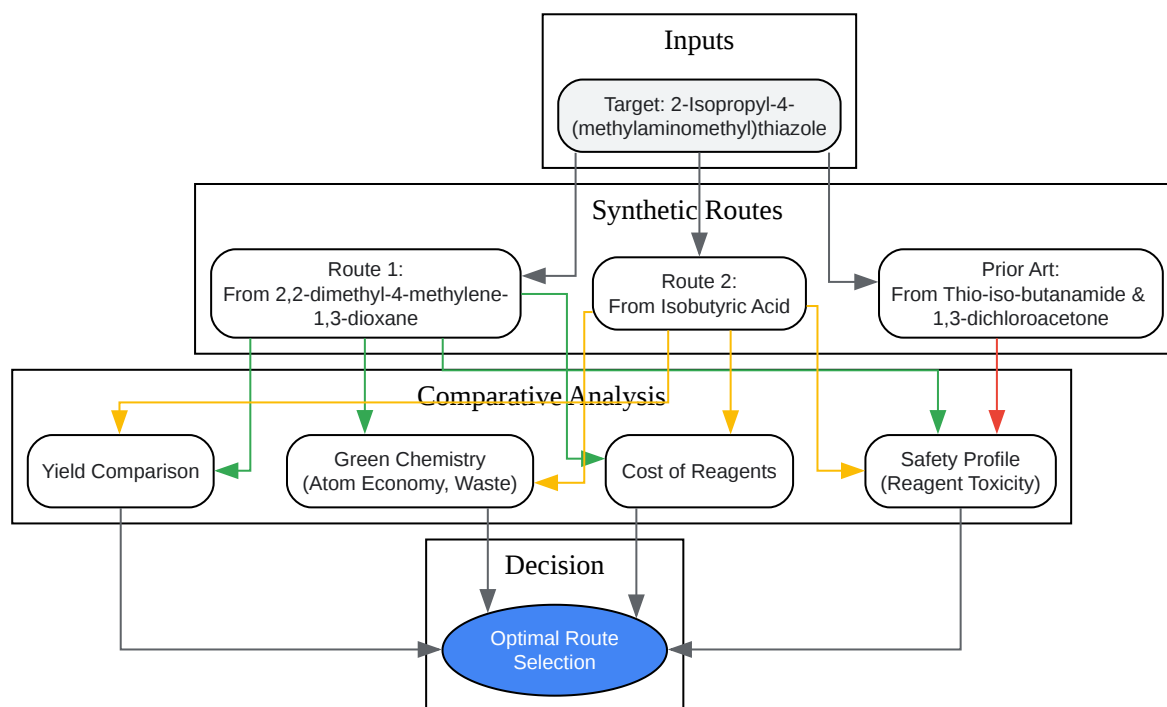 Inputs
Target: 2-Isopropyl-4-
(methylaminomethyl)thiazole
Synthetic Routes
Route 1:
From 2,2-dimethyl-4-methylene-
1,3-dioxane
Route 2:
From Isobutyric Acid
Prior Art:
From Thio-iso-butanamide &
1,3-dichloroacetone
Comparative Analysis
Yield Comparison
Green Chemistry
(Atom Economy, Waste)
Cost of Reagents
Safety Profile
(Reagent Toxicity)
Decision
Optimal Route
Selection